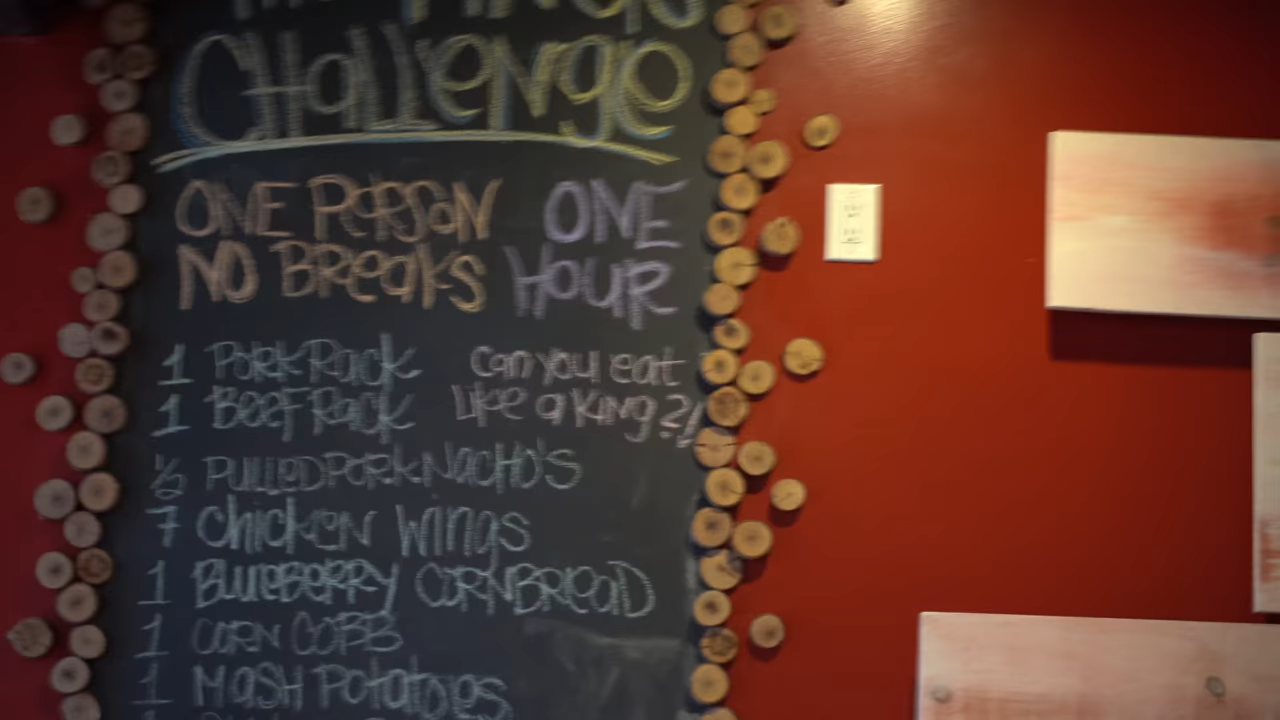 Challenge
ONE PERSON ONE
NO BReaKS HOUR
1 PORK Rack can you eat
1 BEEF Rack like a KING?!
½ PULLED PORK NACHO'S
7 Chicken Wings
1 BLUEBERRY CORNBREAD
1 CORN COBB
1 MASH POTatoes